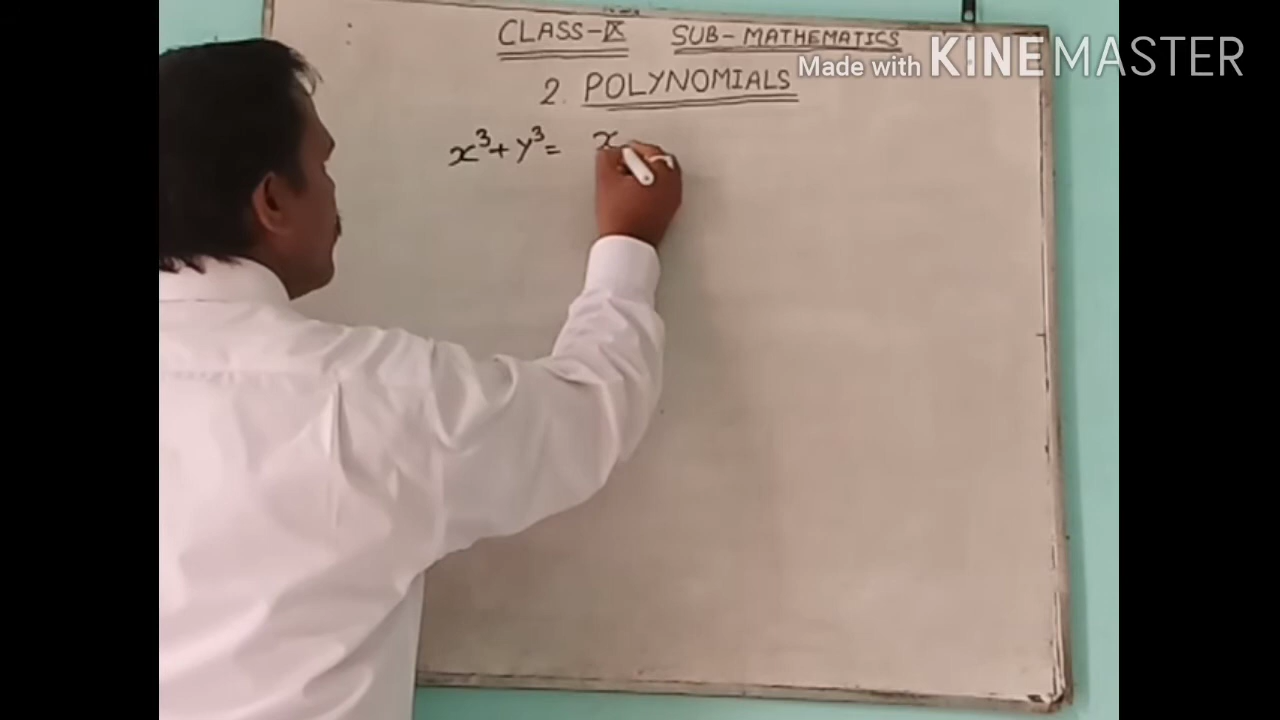 CLASS-IX SUB-MATHEMATICS
Made with KINEMASTER
2. POLYNOMIALS
x³+y³= x